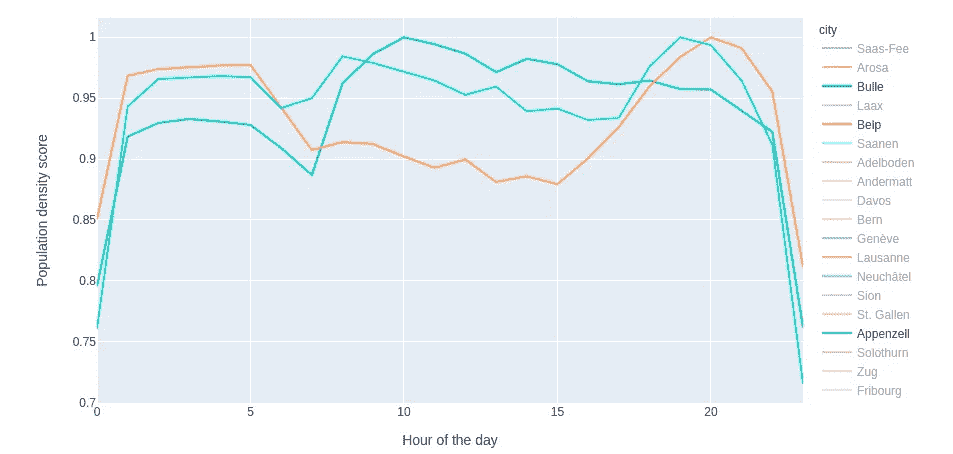 city
Saas-Fee
Arosa
Bulle
Laax
Belp
Saanen
Adelboden
Andermatt
Davos
Bern
Genève
Lausanne
Neuchâtel
Sion
St. Gallen
Appenzell
Solothurn
Zug
Fribourg
1
0.95
0.9
0.85
0.8
0.75
0.7
Population density score
0 5 10 15 20
Hour of the day